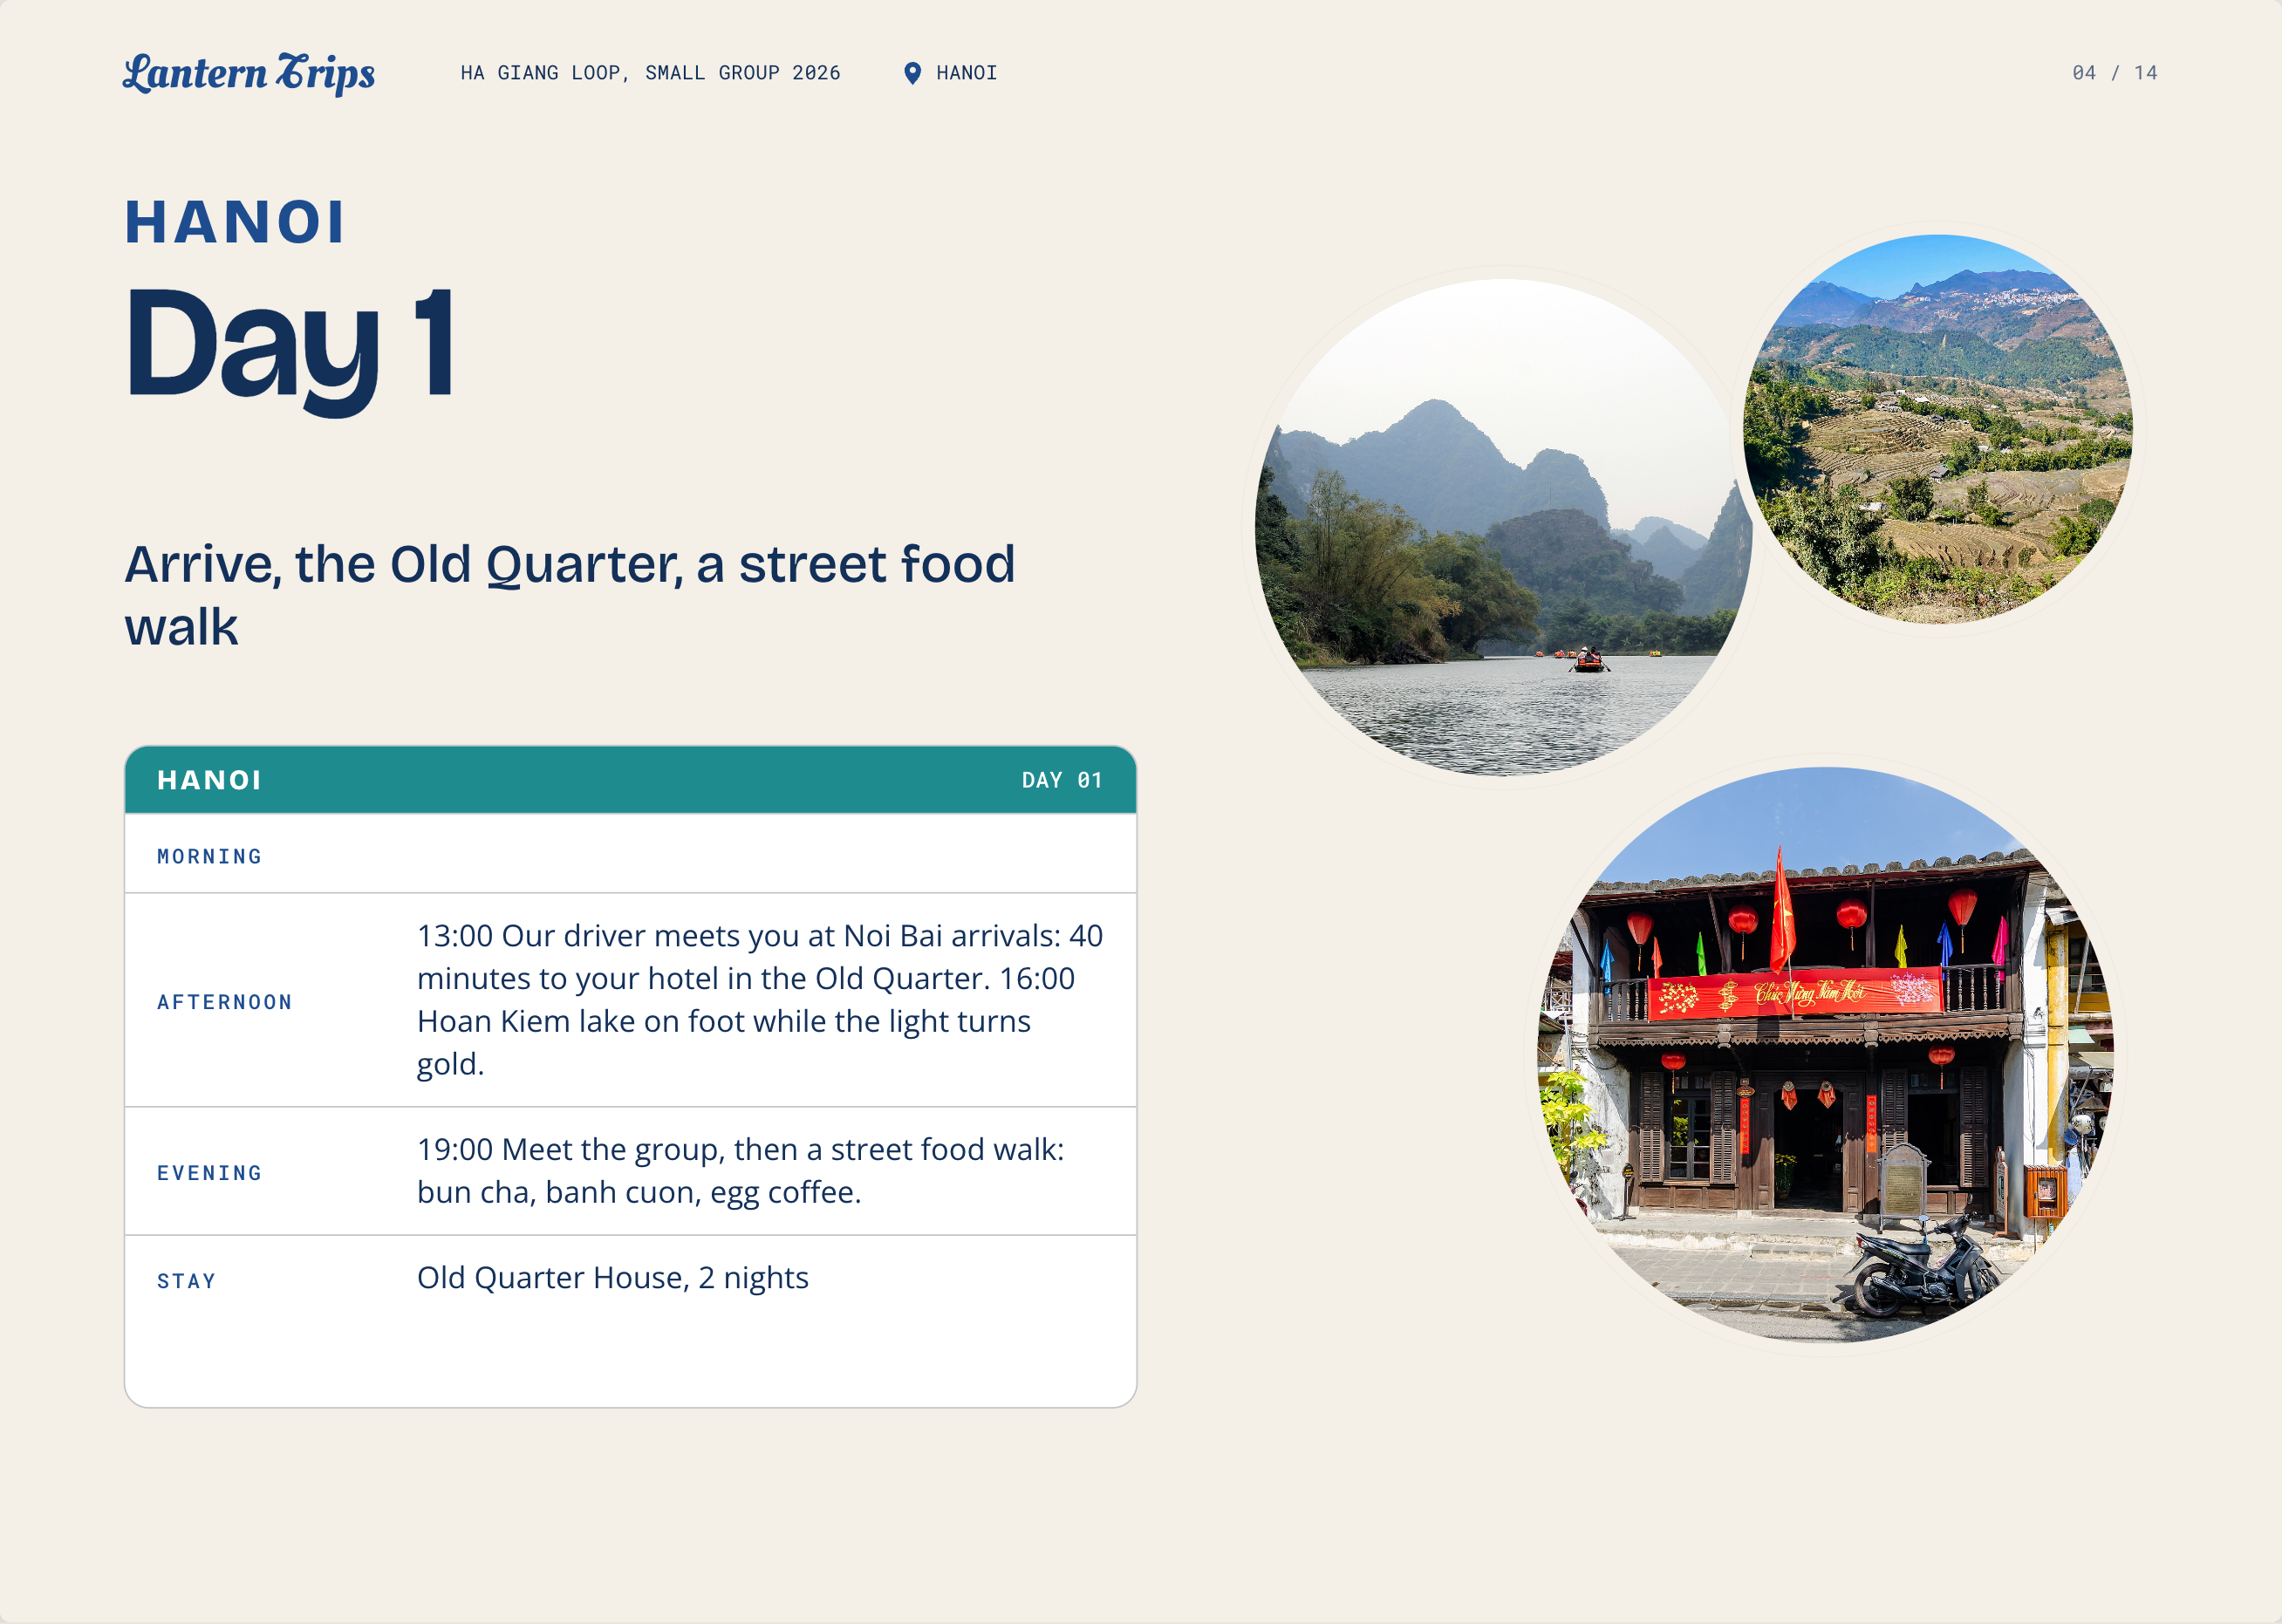 Lantern Trips
HA GIANG LOOP, SMALL GROUP 2026
HANOI
04 / 14
HANOI
Day 1
Arrive, the Old Quarter, a street food
walk
HANOI
DAY 01
MORNING
AFTERNOON
13:00 Our driver meets you at Noi Bai arrivals: 40
minutes to your hotel in the Old Quarter. 16:00
Hoan Kiem lake on foot while the light turns
gold.
EVENING
19:00 Meet the group, then a street food walk:
bun cha, banh cuon, egg coffee.
STAY
Old Quarter House, 2 nights
Chúc Mừng Năm Mới